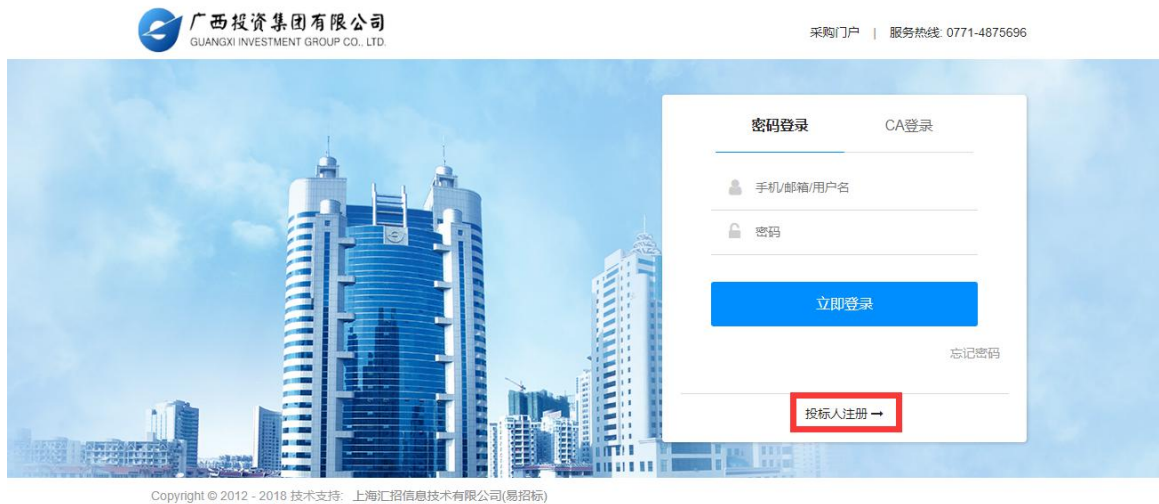 广西投资集团有限公司
GUANGXI INVESTMENT GROUP CO., LTD.
采购门户 | 服务热线: 0771-4875696
密码登录 CA登录
手机/邮箱/用户名
密码
立即登录
忘记密码
投标人注册➞
Copyright © 2012 - 2018 技术支持: 上海汇招信息技术有限公司(易招标)